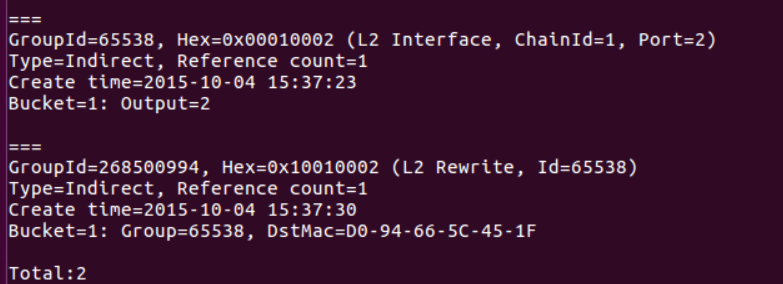 ===
GroupId=65538, Hex=0x00010002 (L2 Interface, ChainId=1, Port=2)
Type=Indirect, Reference count=1
Create time=2015-10-04 15:37:23
Bucket=1: Output=2
===
GroupId=268500994, Hex=0x10010002 (L2 Rewrite, Id=65538)
Type=Indirect, Reference count=1
Create time=2015-10-04 15:37:30
Bucket=1: Group=65538, DstMac=D0-94-66-5C-45-1F
Total:2